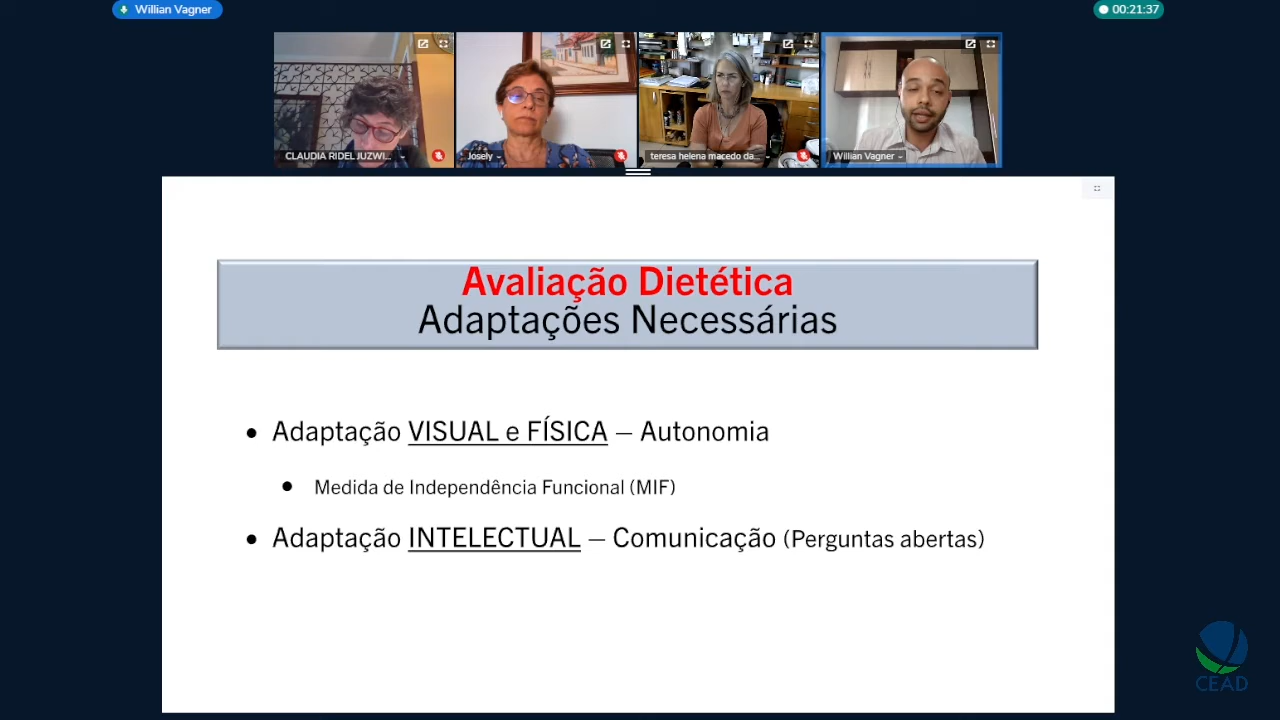 Willian Vagner
00:21:37
CLAUDIA RIDEL JUZWI...
Josely
teresa helena macedo da...
Willian Vagner
Avaliação Dietética
Adaptações Necessárias
• Adaptação VISUAL e FÍSICA – Autonomia
• Medida de Independência Funcional (MIF)
• Adaptação INTELECTUAL – Comunicação (Perguntas abertas)
CEAD